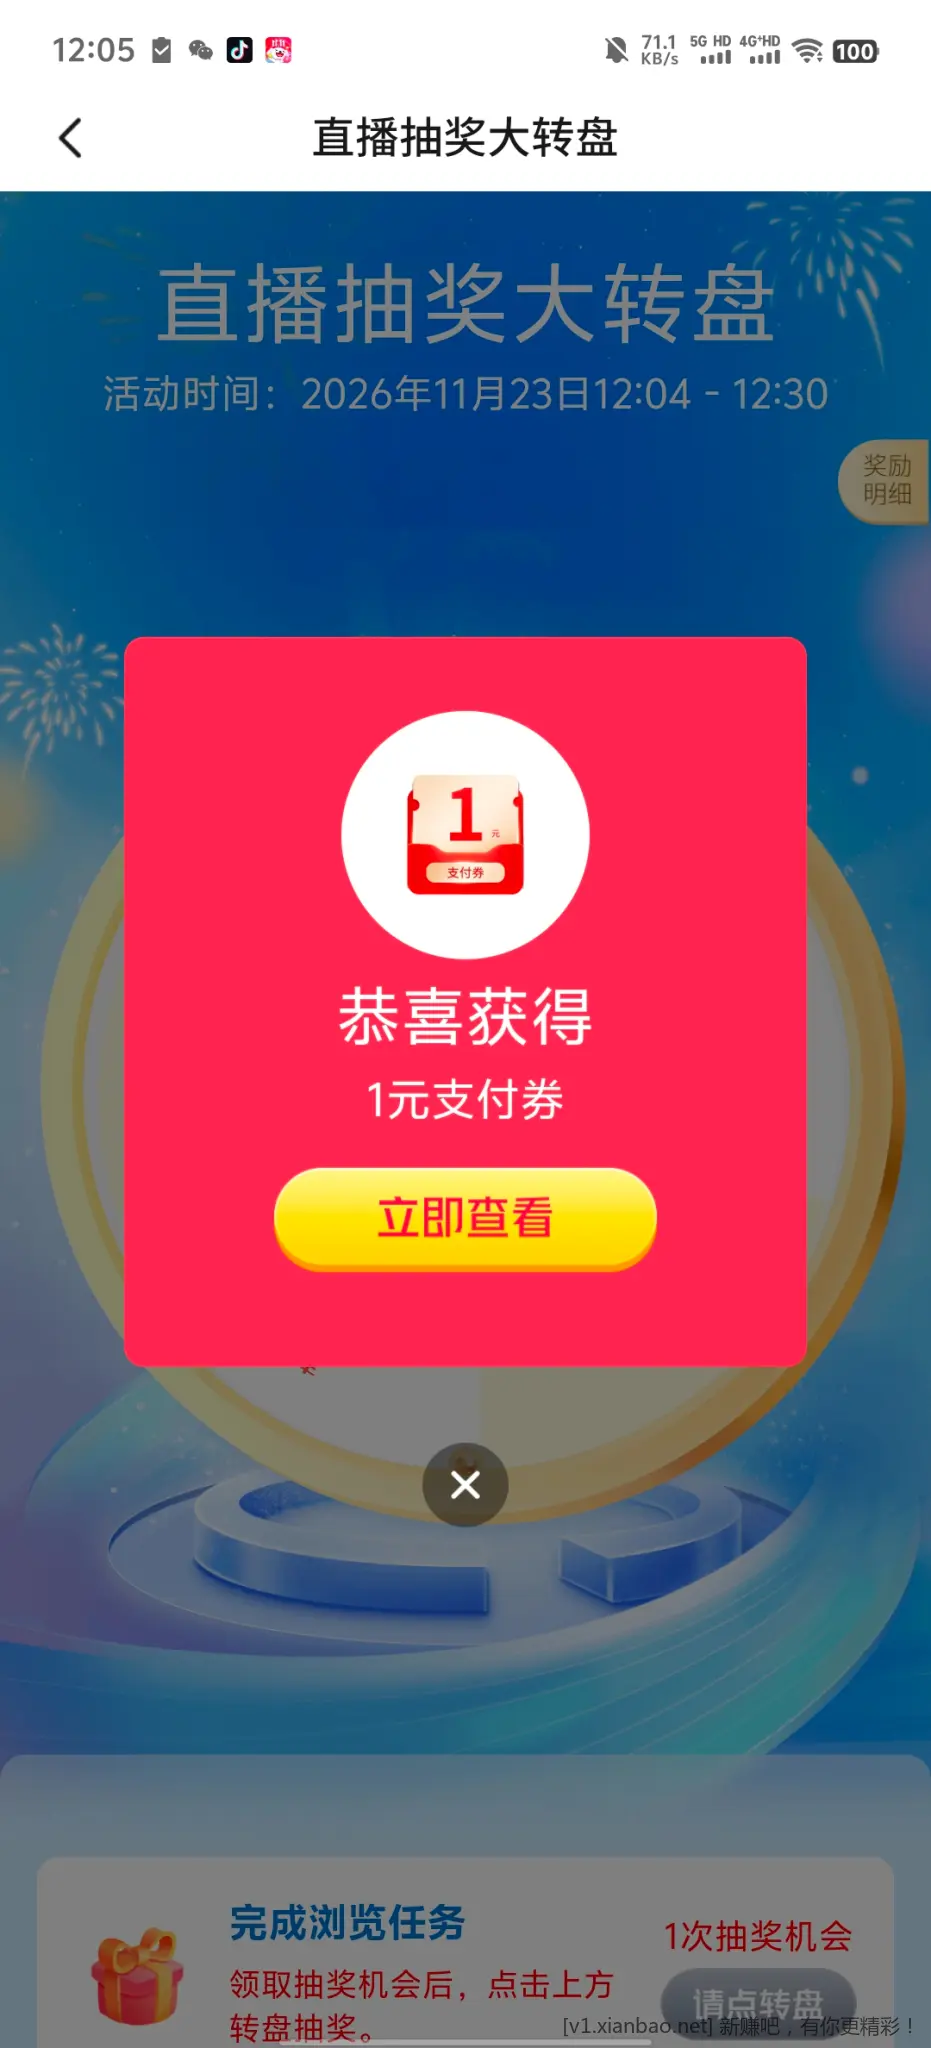 12:05
71.1 KB/s 5G HD 4G+HD 100
直播抽奖大转盘
直播抽奖大转盘
活动时间：2026年11月23日12:04 - 12:30
奖励
明细
1元
支付券
恭喜获得
1元支付券
立即查看
完成浏览任务
1次抽奖机会
领取抽奖机会后，点击上方
转盘抽奖。
请点转盘
[v1.xianbao.net] 新赚吧，有你更精彩！